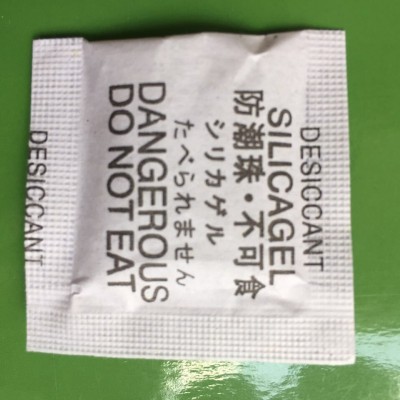 DESICCANT
SILICAGEL
防潮珠・不可食
シリカゲル
たべられません
DANGEROUS
DO NOT EAT
DESICCANT